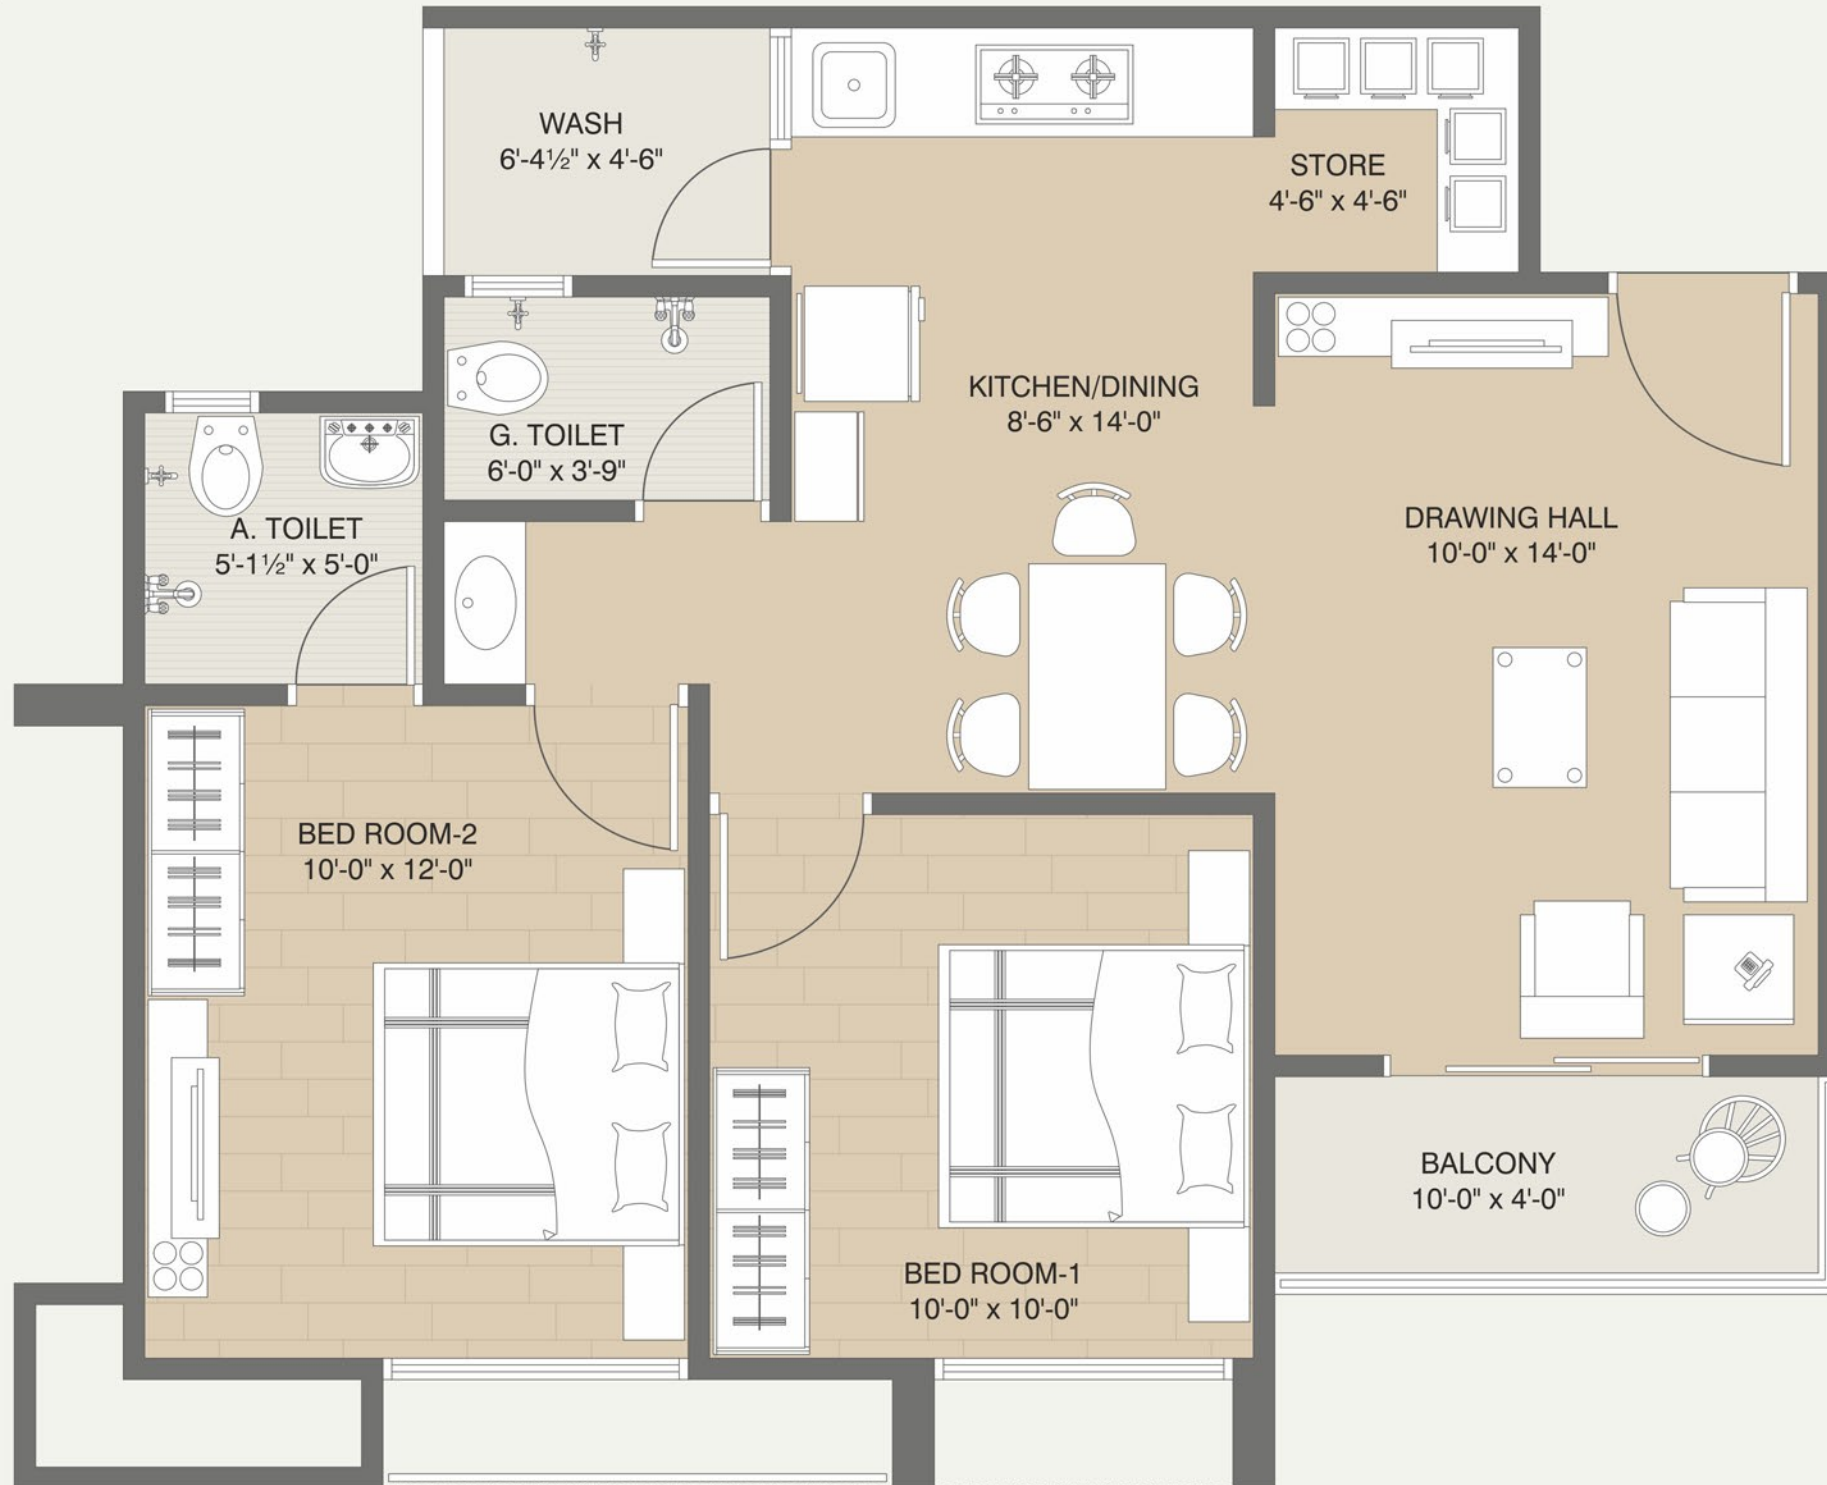 WASH
6'-4½" x 4'-6"
STORE
4'-6" x 4'-6"
KITCHEN/DINING
8'-6" x 14'-0"
G. TOILET
6'-0" x 3'-9"
A. TOILET
5'-1½" x 5'-0"
DRAWING HALL
10'-0" x 14'-0"
BED ROOM-2
10'-0" x 12'-0"
BALCONY
10'-0" x 4'-0"
BED ROOM-1
10'-0" x 10'-0"